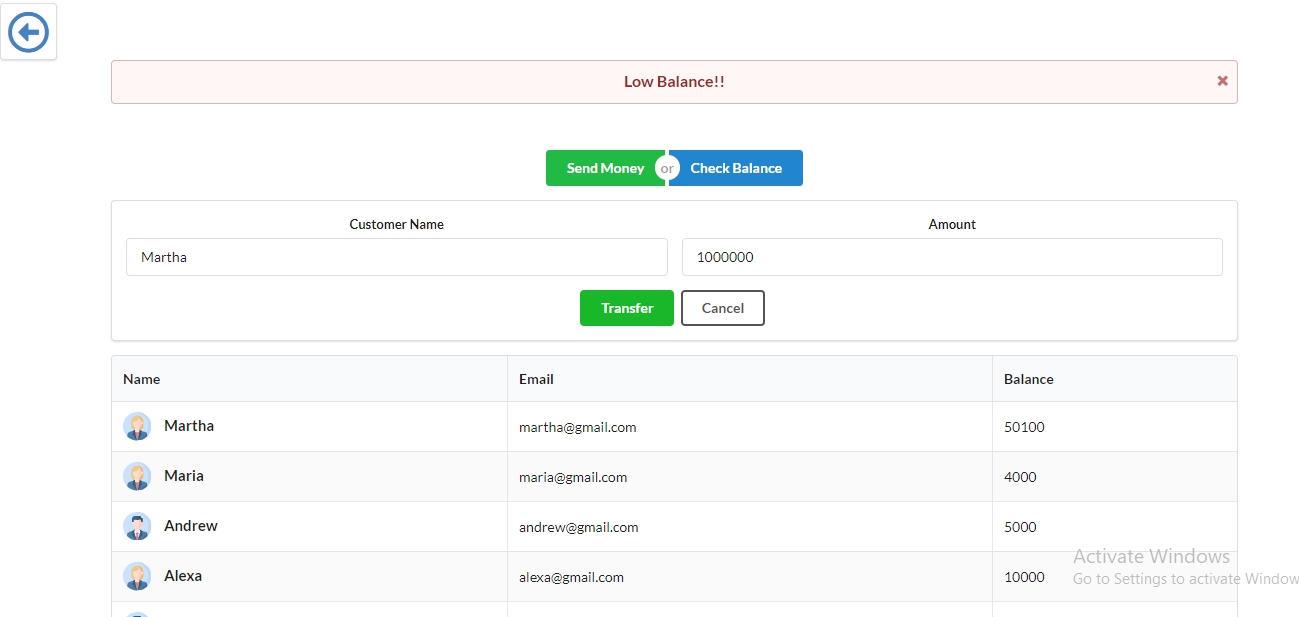 Low Balance!!
Send Money or Check Balance
Customer Name Amount
Martha 1000000
Transfer Cancel
Name Email Balance
Martha martha@gmail.com 50100
Maria maria@gmail.com 4000
Andrew andrew@gmail.com 5000
Activate Windows
Alexa alexa@gmail.com 10000
Go to Settings to activate Window